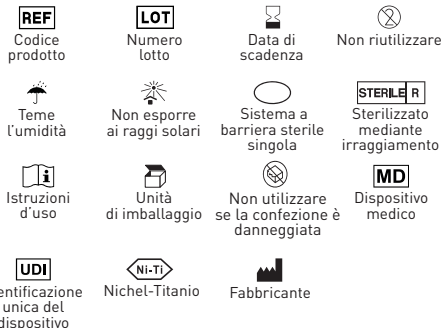 REF
Codice
prodotto
LOT
Numero
lotto
Data di
scadenza
2
Non riutilizzare
Teme
l'umidità
Non esporre
ai raggi solari
Sistema a
barriera sterile
singola
STERILE R
Sterilizzato
mediante
irraggiamento
i
Istruzioni
d'uso
Unità
di imballaggio
Non utilizzare
se la confezione è
danneggiata
MD
Dispositivo
medico
UDI
entificazione
unica del
dispositivo
Ni-Ti
Nichel-Titanio
Fabbricante